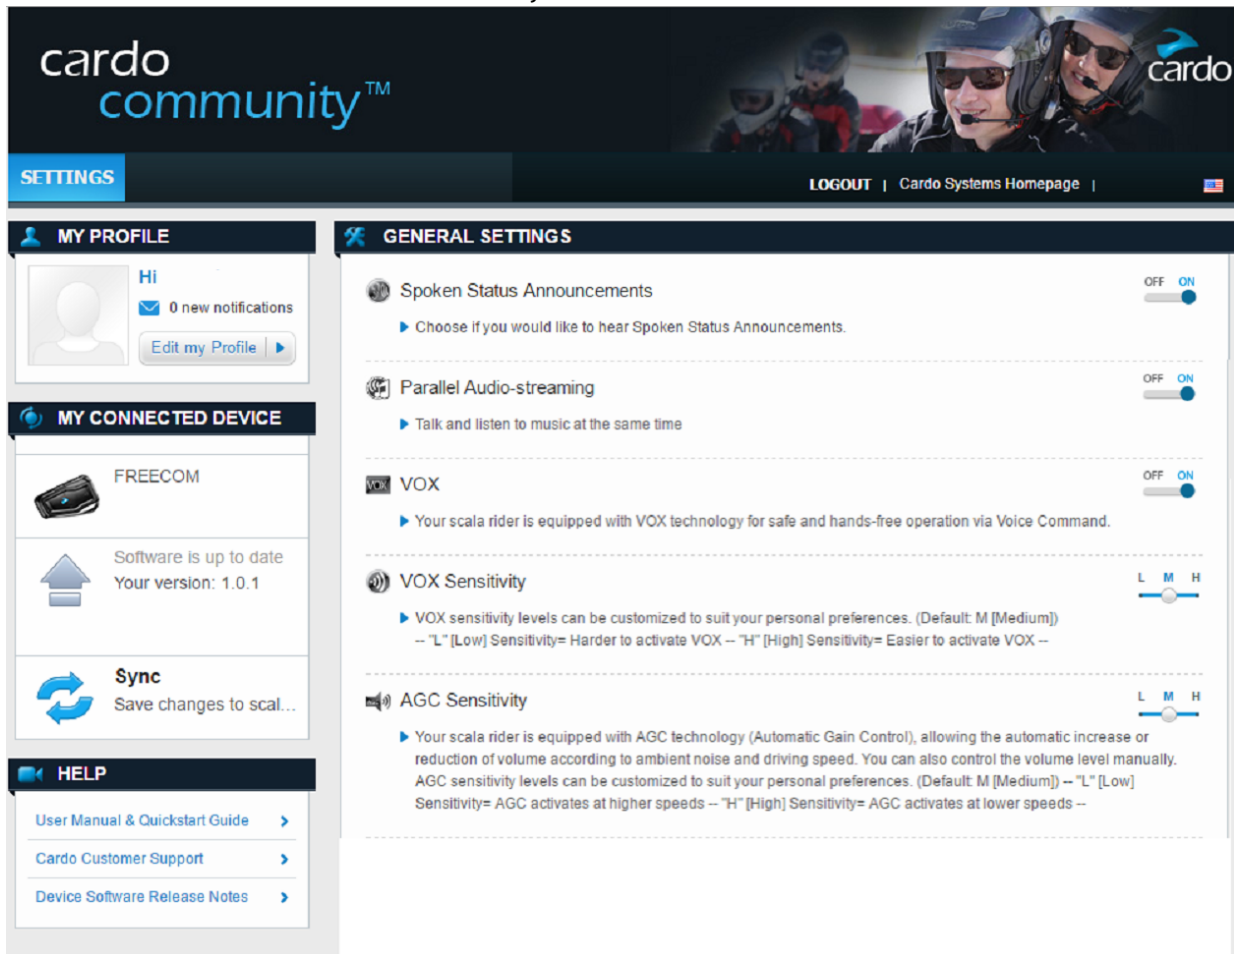 cardo
community™
cardo
SETTINGS
LOGOUT | Cardo Systems Homepage |
MY PROFILE
Hi
0 new notifications
Edit my Profile
MY CONNECTED DEVICE
FREECOM
Software is up to date
Your version: 1.0.1
Sync
Save changes to scal...
HELP
User Manual & Quickstart Guide
Cardo Customer Support
Device Software Release Notes
GENERAL SETTINGS
Spoken Status Announcements
OFF ON
Choose if you would like to hear Spoken Status Announcements.
Parallel Audio-streaming
OFF ON
Talk and listen to music at the same time
VOX VOX
OFF ON
Your scala rider is equipped with VOX technology for safe and hands-free operation via Voice Command.
VOX Sensitivity
L M H
VOX sensitivity levels can be customized to suit your personal preferences. (Default: M [Medium])
-- "L" [Low] Sensitivity= Harder to activate VOX -- "H" [High] Sensitivity= Easier to activate VOX --
AGC Sensitivity
L M H
Your scala rider is equipped with AGC technology (Automatic Gain Control), allowing the automatic increase or
reduction of volume according to ambient noise and driving speed. You can also control the volume level manually.
AGC sensitivity levels can be customized to suit your personal preferences. (Default: M [Medium]) -- "L" [Low]
Sensitivity= AGC activates at higher speeds -- "H" [High] Sensitivity= AGC activates at lower speeds --